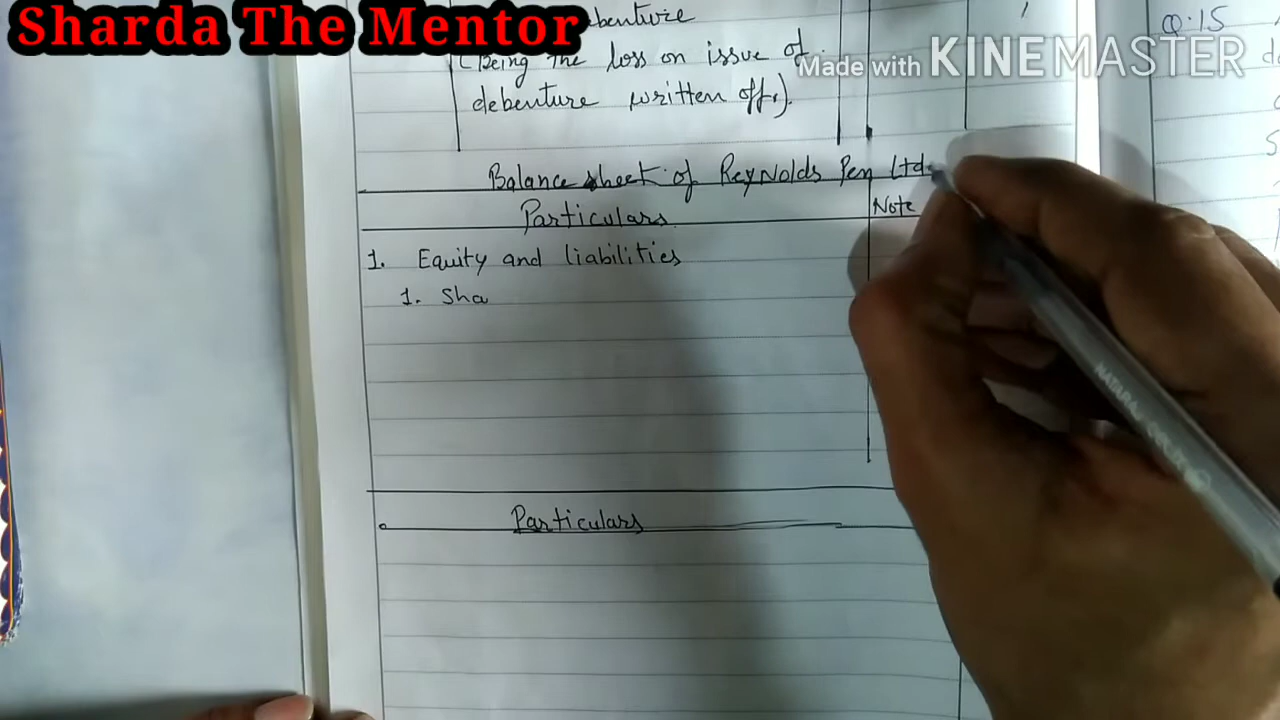 Sharda The Mentor
debenture
Q.15
Made with KINEMASTER
(Being the loss on issue of
debenture written off.).
Balance sheet of Reynolds Pen Ltd.
Particulars
Note
1. Equity and liabilities
1. Sha
Particulars